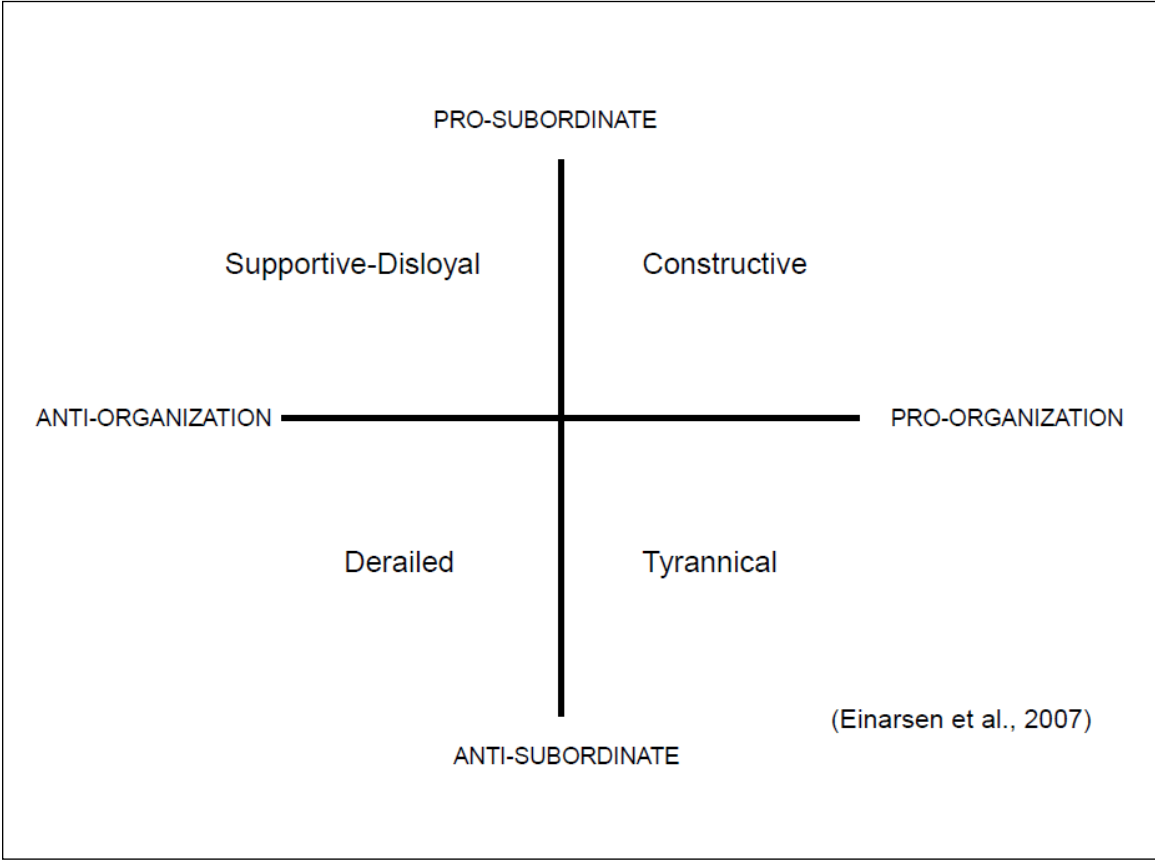 PRO-SUBORDINATE
Supportive-Disloyal
Constructive
ANTI-ORGANIZATION
PRO-ORGANIZATION
Derailed
Tyrannical
(Einarsen et al., 2007)
ANTI-SUBORDINATE